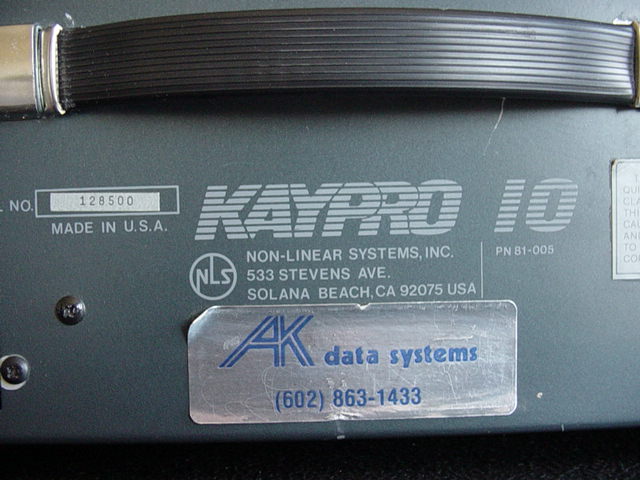 L NO. 128500
MADE IN U.S.A.
KAYPRO 10
PN 81-005
NLS
NON-LINEAR SYSTEMS, INC.
533 STEVENS AVE.
SOLANA BEACH, CA 92075 USA
AK data systems
(602) 863-1433